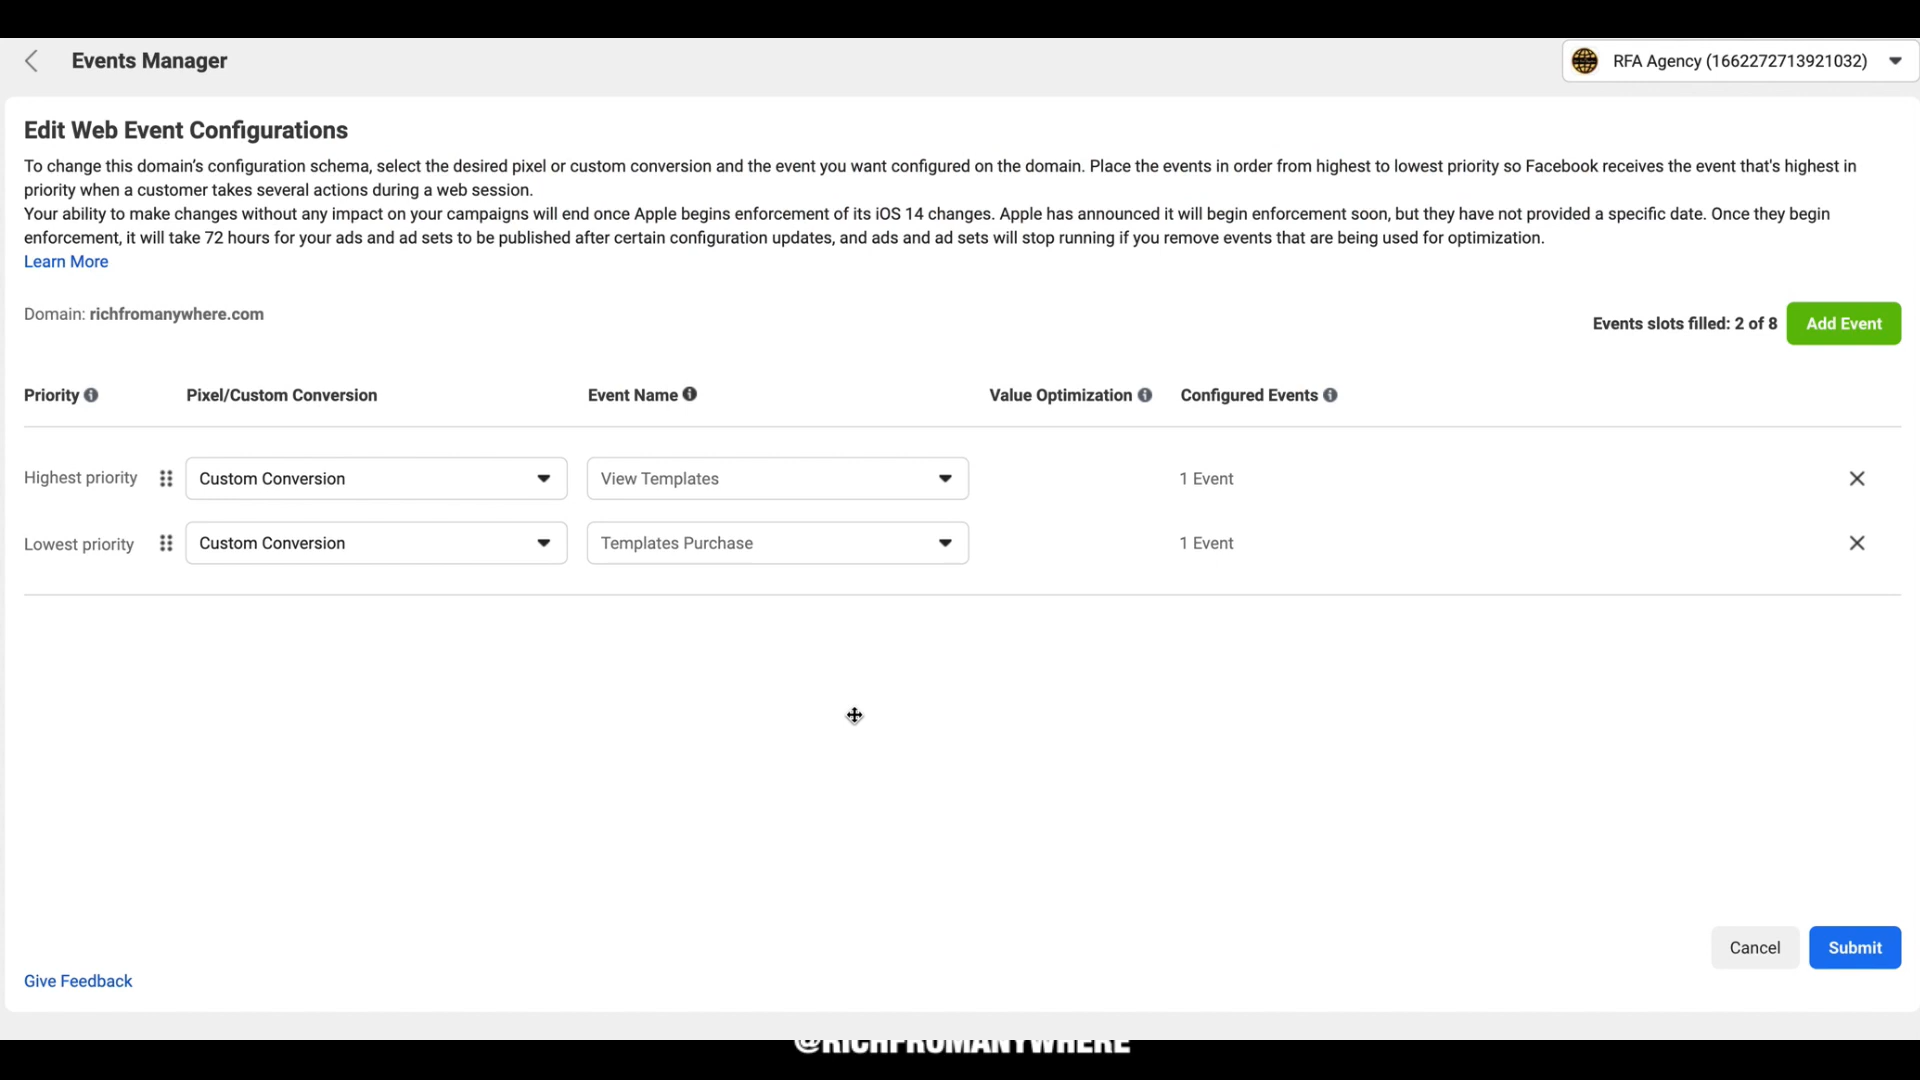 Events Manager
RFA Agency (1662272713921032)
Edit Web Event Configurations
To change this domain's configuration schema, select the desired pixel or custom conversion and the event you want configured on the domain. Place the events in order from highest to lowest priority so Facebook receives the event that's highest in
priority when a customer takes several actions during a web session.
Your ability to make changes without any impact on your campaigns will end once Apple begins enforcement of its iOS 14 changes. Apple has announced it will begin enforcement soon, but they have not provided a specific date. Once they begin
enforcement, it will take 72 hours for your ads and ad sets to be published after certain configuration updates, and ads and ad sets will stop running if you remove events that are being used for optimization.
Learn More
Domain: richfromanywhere.com
Events slots filled: 2 of 8 Add Event
Priority Pixel/Custom Conversion Event Name Value Optimization Configured Events
Highest priority Custom Conversion View Templates 1 Event
Lowest priority Custom Conversion Templates Purchase 1 Event
Cancel Submit
Give Feedback
@RICHFROMANYWHERE